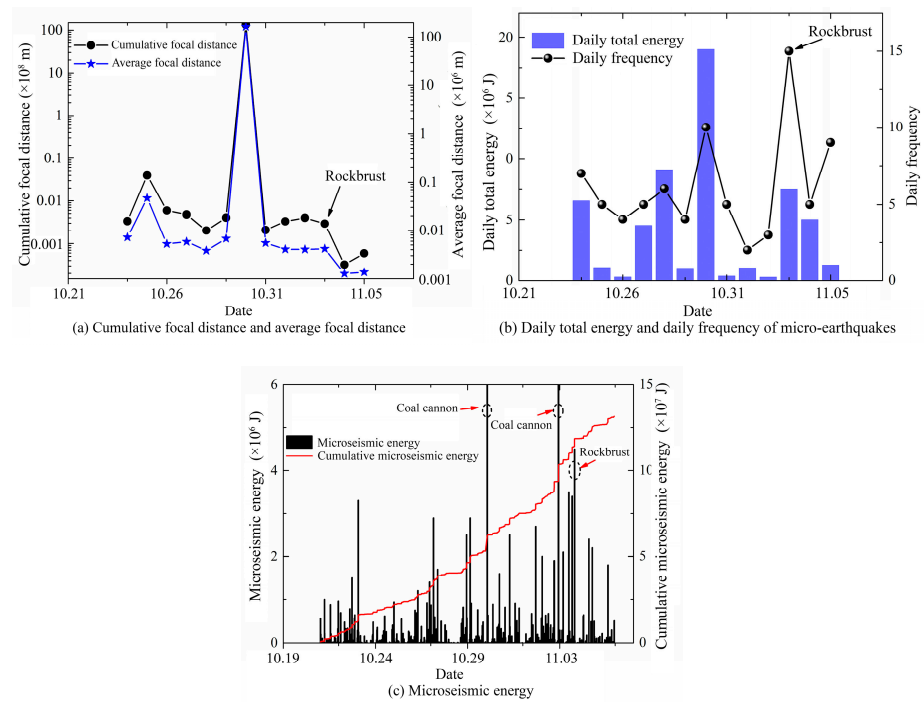 100
10
1
0.1
0.01
0.001
Cumulative focal distance (×10⁸ m)
Cumulative focal distance
Average focal distance
Rockbrust
100
10
1
0.1
0.01
0.001
Average focal distance (×10⁶ m)
10.21
10.26
10.31
11.05
Date
(a) Cumulative focal distance and average focal distance
20
5
0
5
0
Daily total energy (×10⁶ J)
Daily total energy
Daily frequency
Rockbrust
15
10
5
0
Daily frequency
10.21
10.26
10.31
11.05
Date
(b) Daily total energy and daily frequency of micro-earthquakes
6
4
2
0
Microseismic energy (×10⁶ J)
Coal cannon
Coal cannon
Microseismic energy
Cumulative microseismic energy
Rockbrust
15
10
5
0
Cumulative microseismic energy (×10⁷ J)
10.19
10.24
10.29
11.03
Date
(c) Microseismic energy